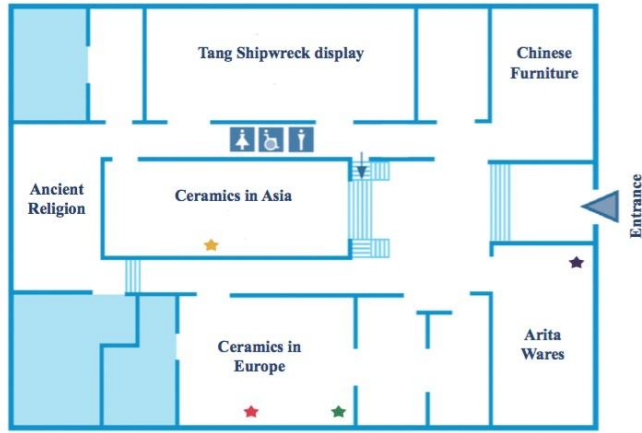 Tang Shipwreck display
Chinese
Furniture
Ancient
Religion
Ceramics in Asia
Entrance
Ceramics in
Europe
Arita
Wares